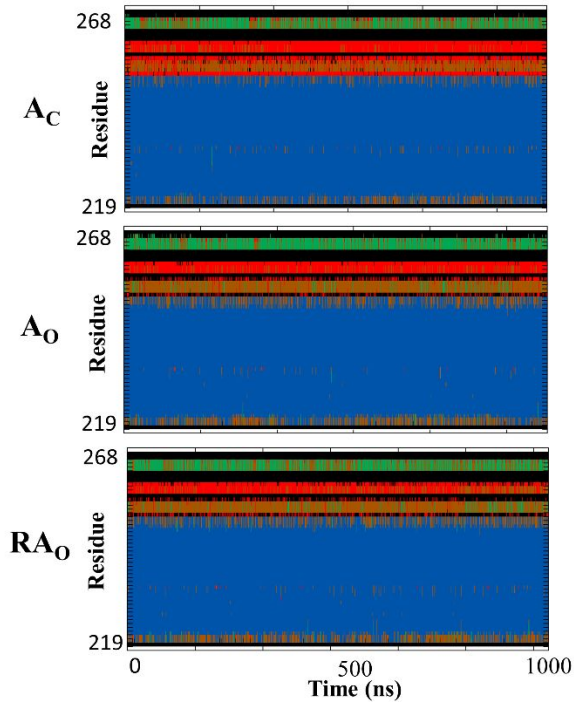 268
A_C
Residue
219
268
A_O
Residue
219
268
RA_O
Residue
219
0 500 1000
Time (ns)